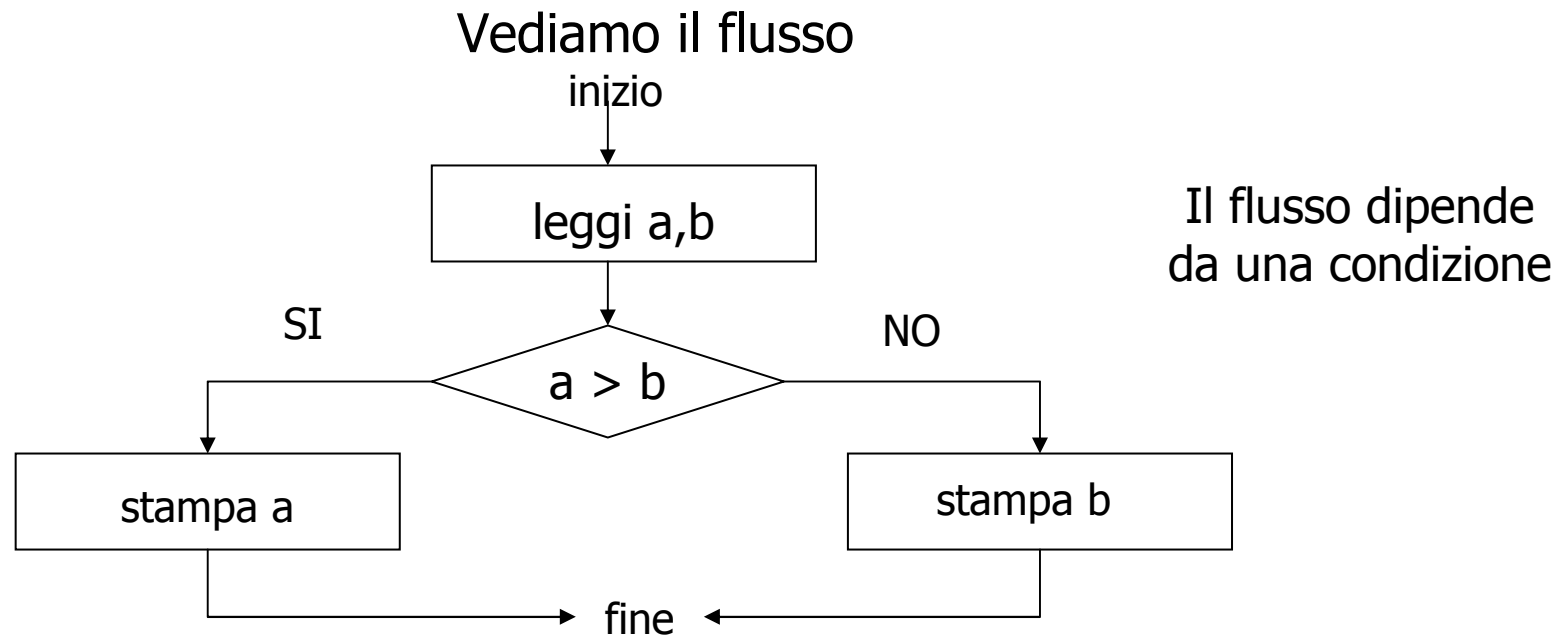 Vediamo il flusso
inizio
leggi a,b
Il flusso dipende
da una condizione
SI
NO
a > b
stampa a
stampa b
fine